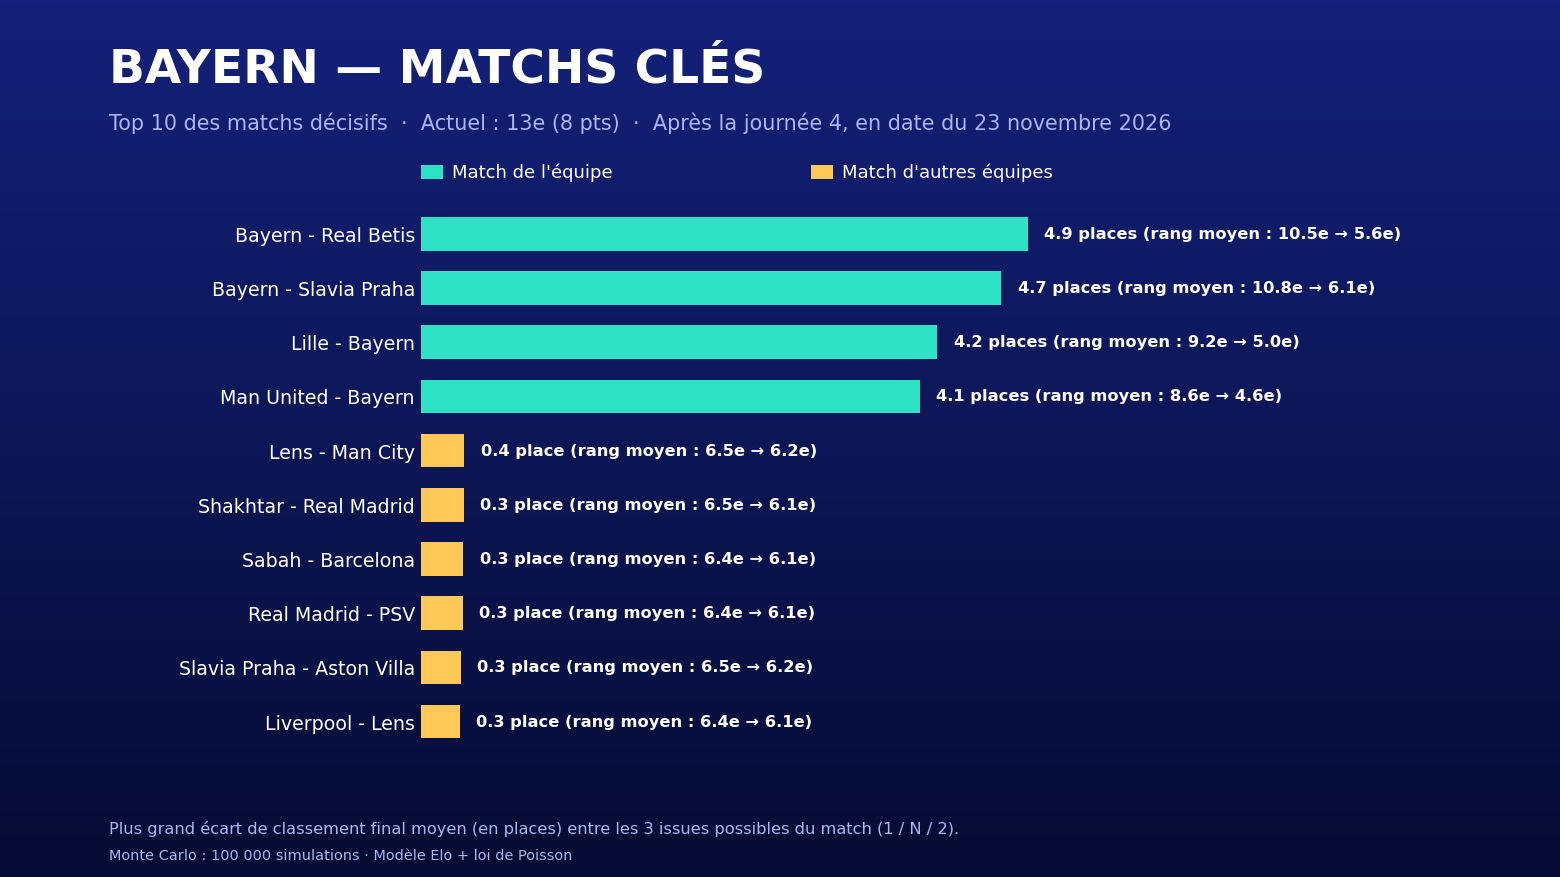 BAYERN — MATCHS CLÉS
Top 10 des matchs décisifs · Actuel : 13e (8 pts) · Après la journée 4, en date du 23 novembre 2026
Match de l'équipe
Match d'autres équipes
Bayern - Real Betis 4.9 places (rang moyen : 10.5e → 5.6e)
Bayern - Slavia Praha 4.7 places (rang moyen : 10.8e → 6.1e)
Lille - Bayern 4.2 places (rang moyen : 9.2e → 5.0e)
Man United - Bayern 4.1 places (rang moyen : 8.6e → 4.6e)
Lens - Man City 0.4 place (rang moyen : 6.5e → 6.2e)
Shakhtar - Real Madrid 0.3 place (rang moyen : 6.5e → 6.1e)
Sabah - Barcelona 0.3 place (rang moyen : 6.4e → 6.1e)
Real Madrid - PSV 0.3 place (rang moyen : 6.4e → 6.1e)
Slavia Praha - Aston Villa 0.3 place (rang moyen : 6.5e → 6.2e)
Liverpool - Lens 0.3 place (rang moyen : 6.4e → 6.1e)
Plus grand écart de classement final moyen (en places) entre les 3 issues possibles du match (1 / N / 2).
Monte Carlo : 100 000 simulations · Modèle Elo + loi de Poisson